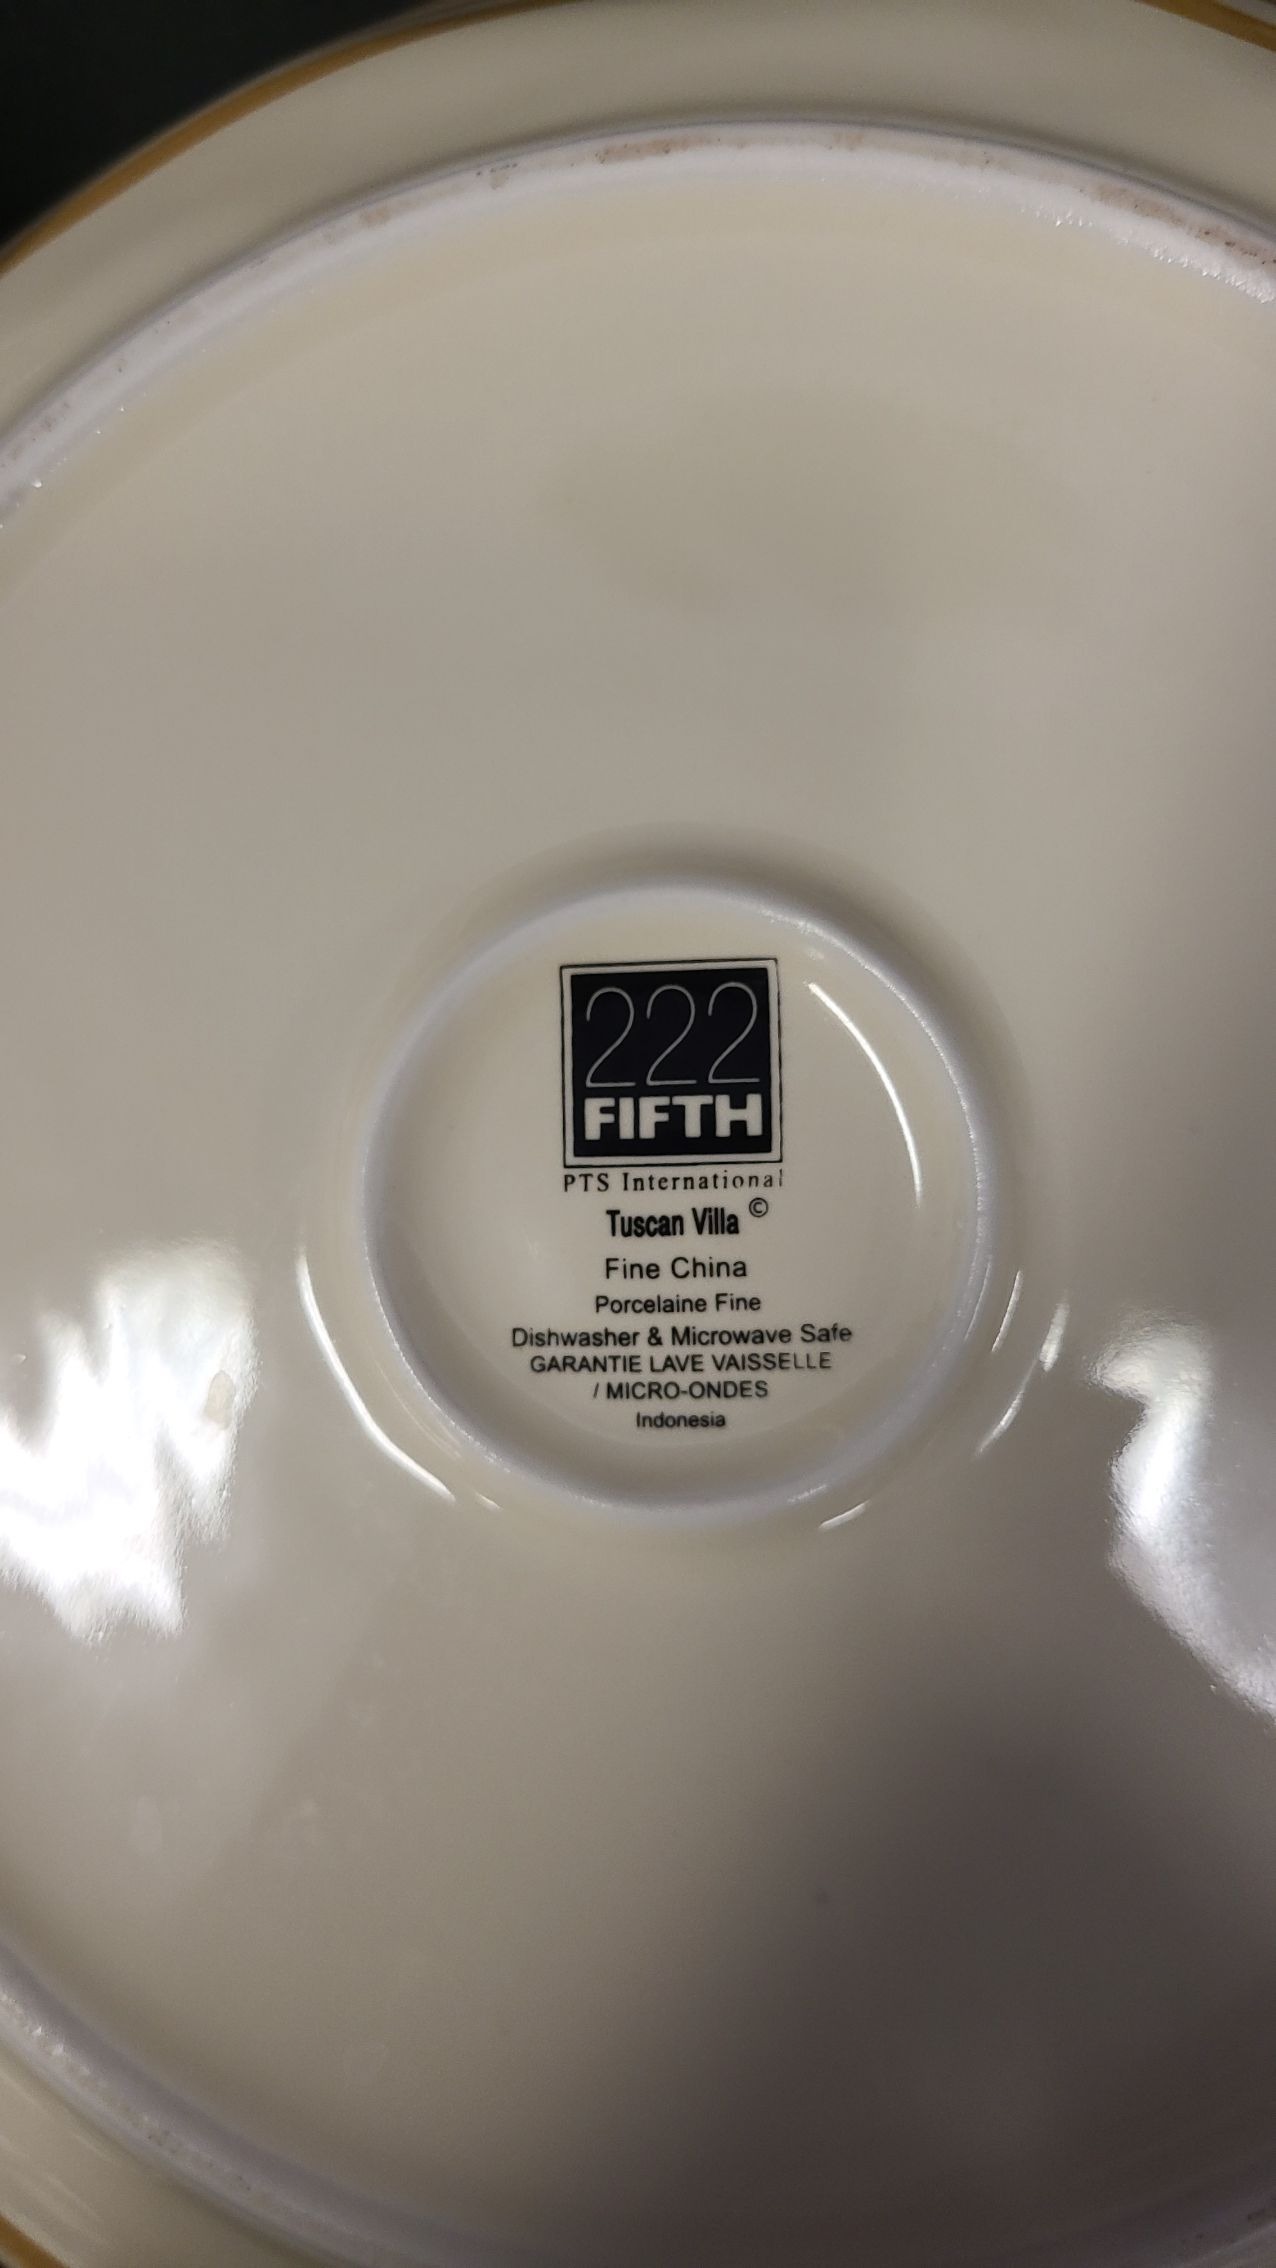 222
FIFTH
PTS International
Tuscan Villa ©
Fine China
Porcelaine Fine
Dishwasher & Microwave Safe
GARANTIE LAVE VAISSELLE
/ MICRO-ONDES
Indonesia